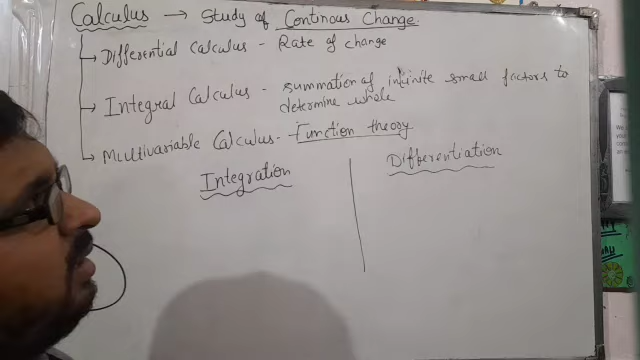 Calculus → Study of Continous Change.
Differential Calculus - Rate of change
Integral Calculus - summation of infinite small factors to
determine whole
Multivariable Calculus - Function theory
Integration
Differentiation